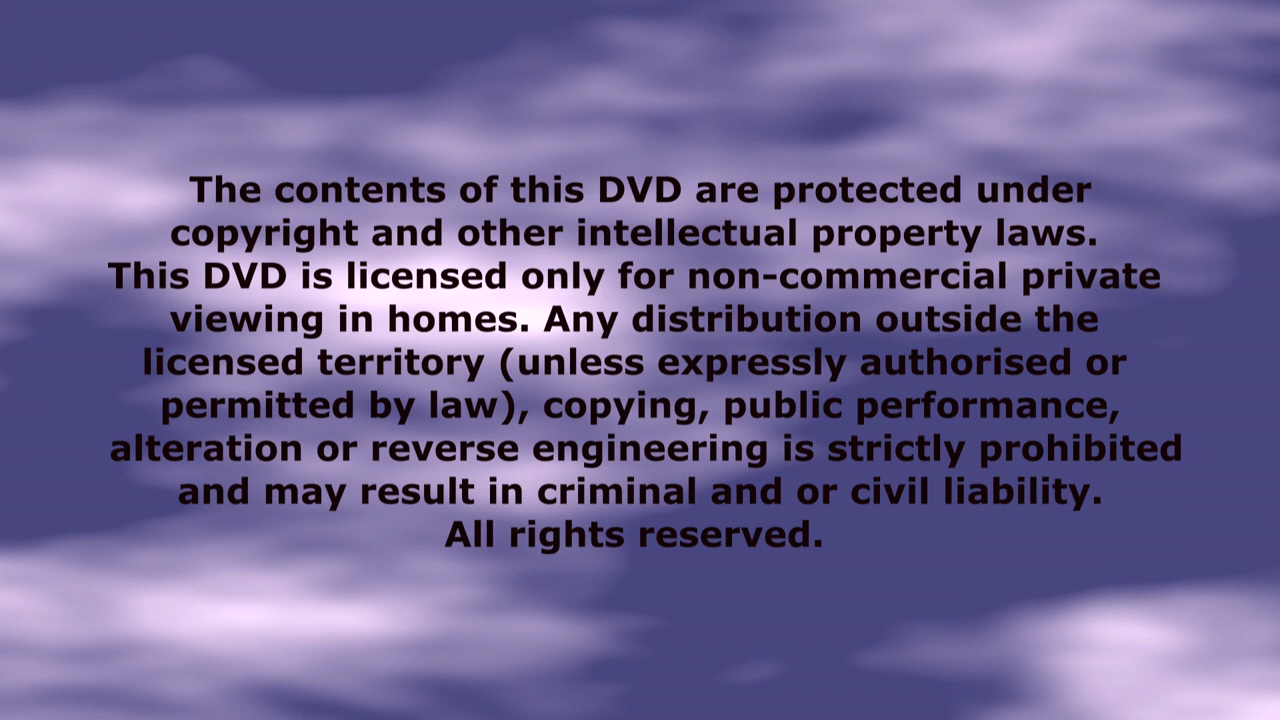 The contents of this DVD are protected under
copyright and other intellectual property laws.
This DVD is licensed only for non-commercial private
viewing in homes. Any distribution outside the
licensed territory (unless expressly authorised or
permitted by law), copying, public performance,
alteration or reverse engineering is strictly prohibited
and may result in criminal and or civil liability.
All rights reserved.